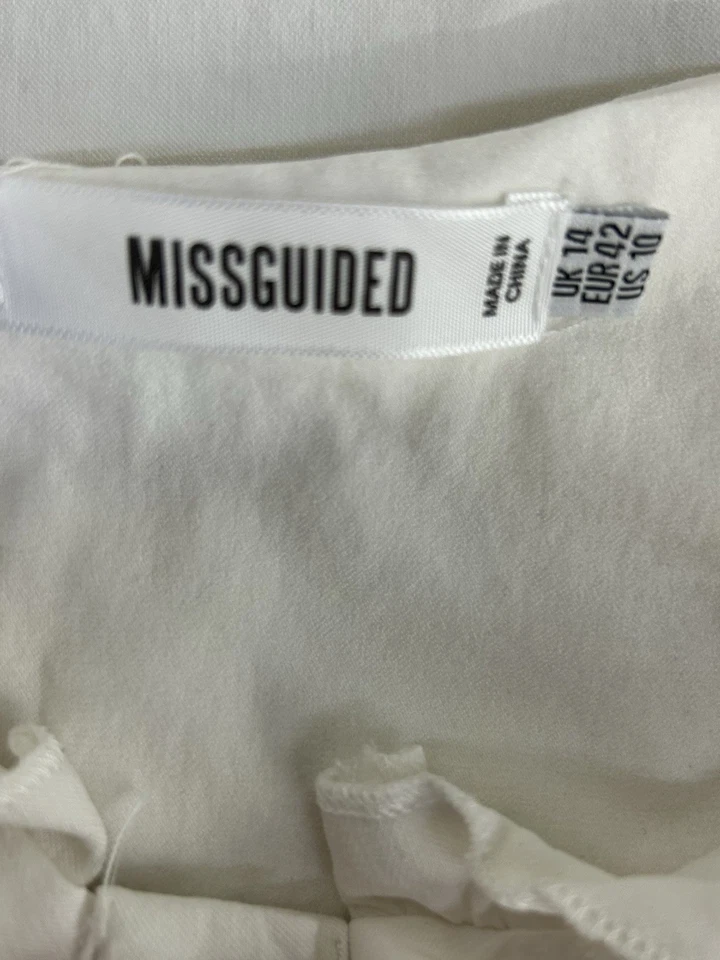 MISSGUIDED
MADE IN
CHINA
UK 14
EUR 42
US 10